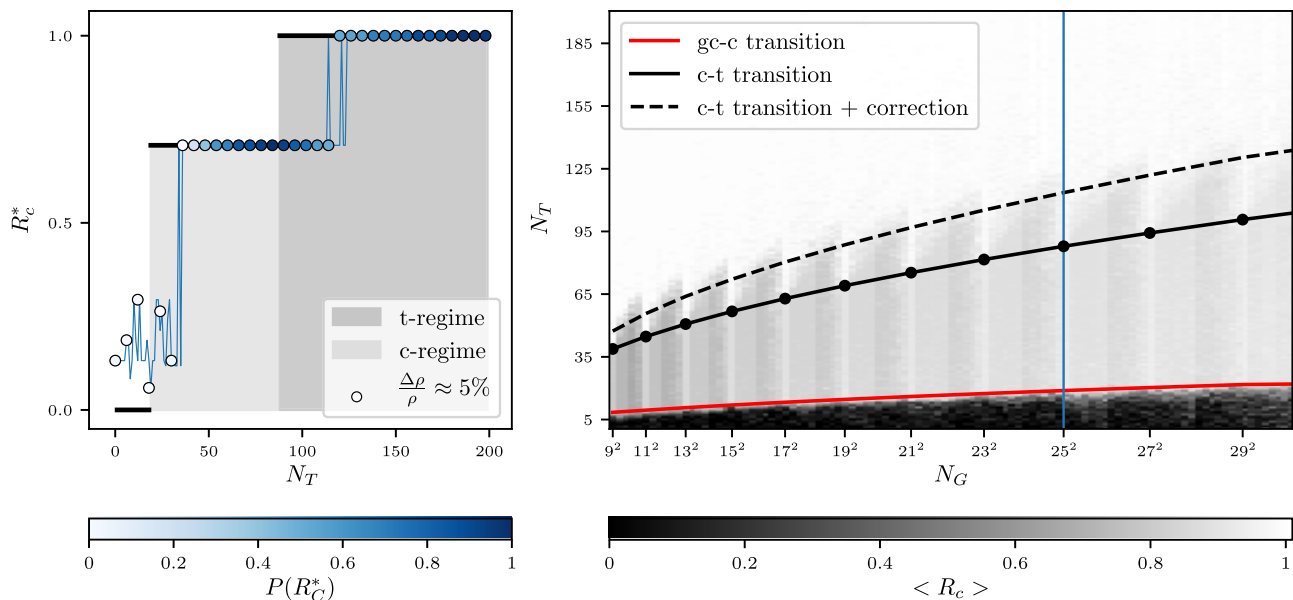 1.0
0.5
0.0
R*_c
0
50
100
150
200
N_T
t-regime
c-regime
Δρ/ρ ≈ 5%
0
0.2
0.4
0.6
0.8
1
P(R*_C)
185
155
125
95
65
35
5
N_T
gc-c transition
c-t transition
c-t transition + correction
9² 11² 13² 15² 17² 19² 21² 23² 25² 27² 29²
N_G
0
0.2
0.4
0.6
0.8
1
< R_c >